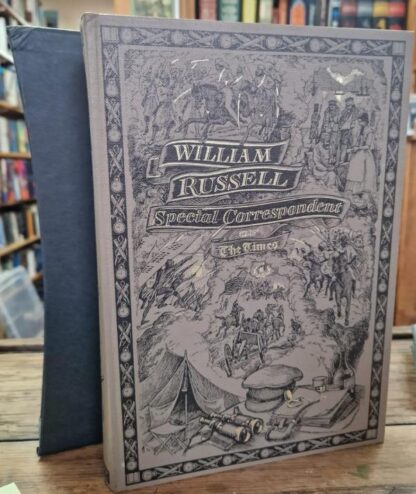 WILLIAM
RUSSELL
Special Correspondent
of
The Times